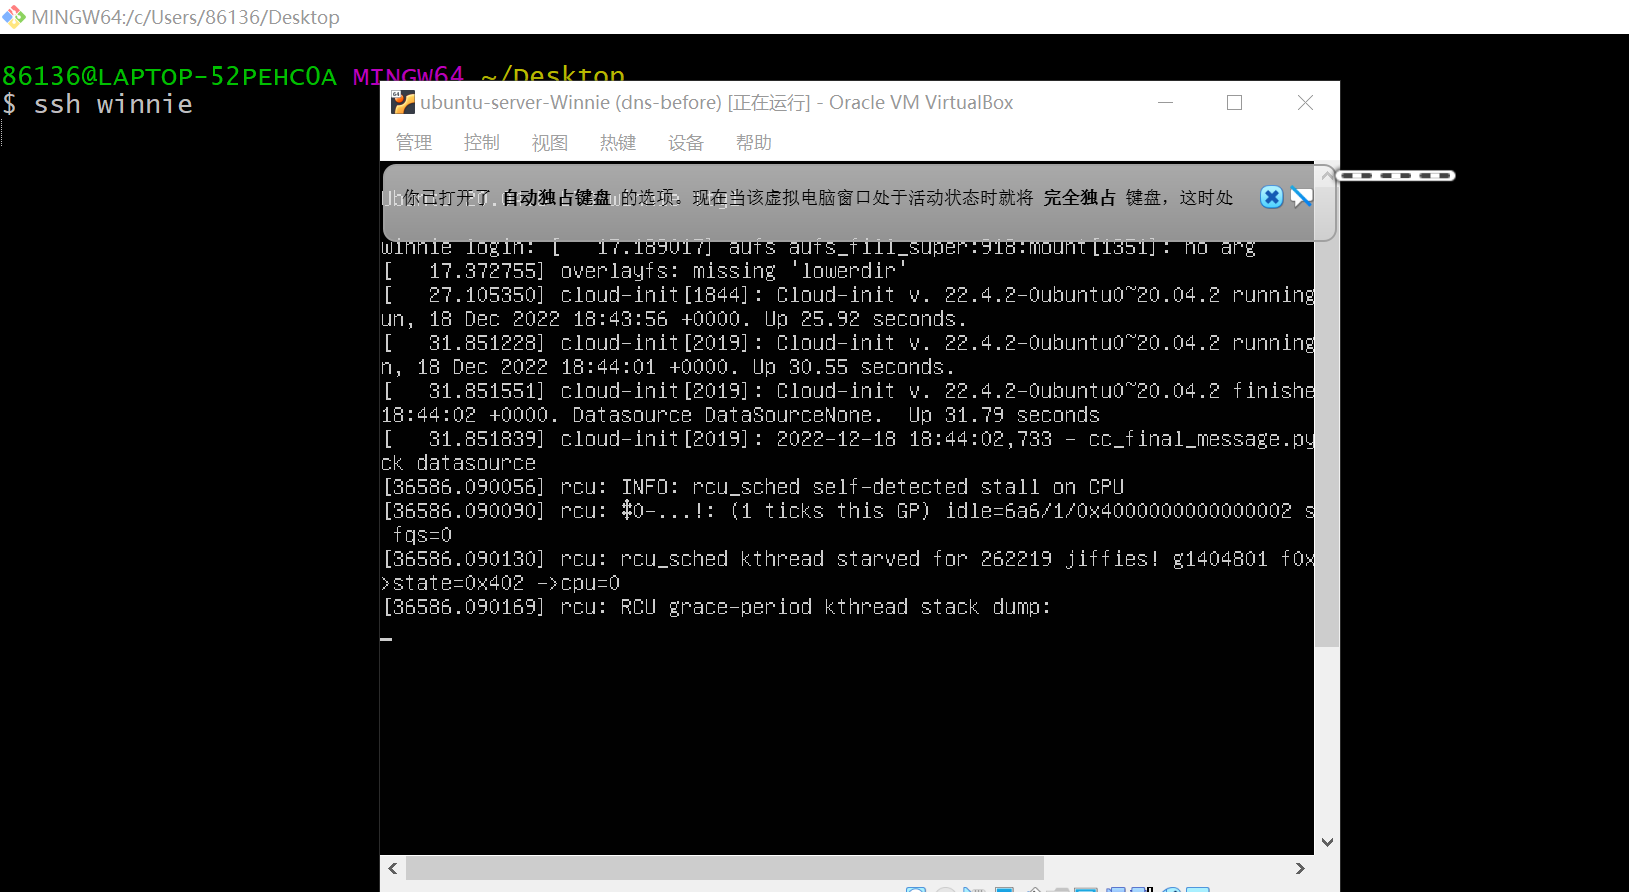 MINGW64:/c/Users/86136/Desktop
86136@LAPTOP-52PEHC0A MINGW64 ~/Desktop
$ ssh winnie
ubuntu-server-Winnie (dns-before) [正在运行] - Oracle VM VirtualBox
管理 控制 视图 热键 设备 帮助
你已打开了 自动独占键盘 的选项。现在当该虚拟电脑窗口处于活动状态时就将 完全独占 键盘，这时处
winnie login: [   17.189017] aufs aufs_fill_super:918:mount[1351]: no arg
[   17.372755] overlayfs: missing 'lowerdir'
[   27.105350] cloud-init[1844]: Cloud-init v. 22.4.2-0ubuntu0~20.04.2 running
un, 18 Dec 2022 18:43:56 +0000. Up 25.92 seconds.
[   31.851228] cloud-init[2019]: Cloud-init v. 22.4.2-0ubuntu0~20.04.2 running
n, 18 Dec 2022 18:44:01 +0000. Up 30.55 seconds.
[   31.851551] cloud-init[2019]: Cloud-init v. 22.4.2-0ubuntu0~20.04.2 finishe
18:44:02 +0000. Datasource DataSourceNone.  Up 31.79 seconds
[   31.851839] cloud-init[2019]: 2022-12-18 18:44:02,733 - cc_final_message.py
ck datasource
[36586.090056] rcu: INFO: rcu_sched self-detected stall on CPU
[36586.090090] rcu: 0-...!: (1 ticks this GP) idle=6a6/1/0x4000000000000002 s
fqs=0
[36586.090130] rcu: rcu_sched kthread starved for 262219 jiffies! g1404801 f0x
>state=0x402 ->cpu=0
[36586.090169] rcu: RCU grace-period kthread stack dump: